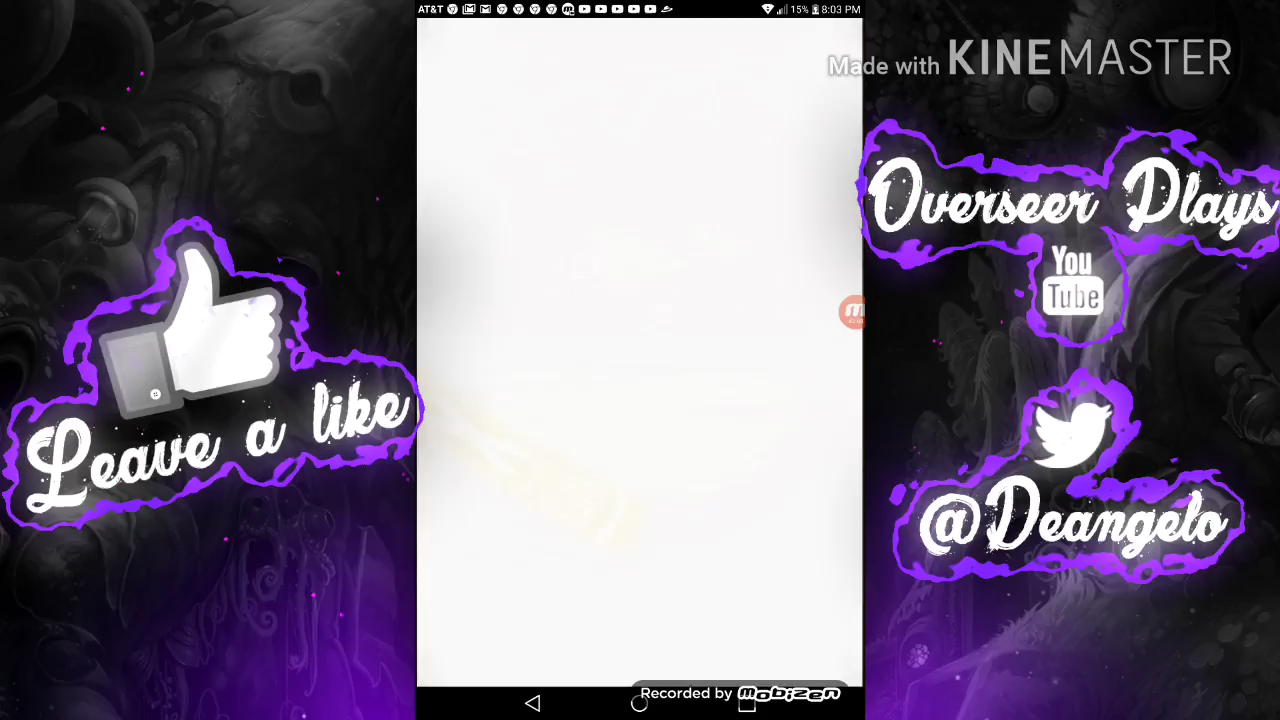 AT&T 15% 8:03 PM
Made with KINEMASTER
Overseer Plays
You
Tube
Leave a like
@Deangelo
Recorded by mobizen